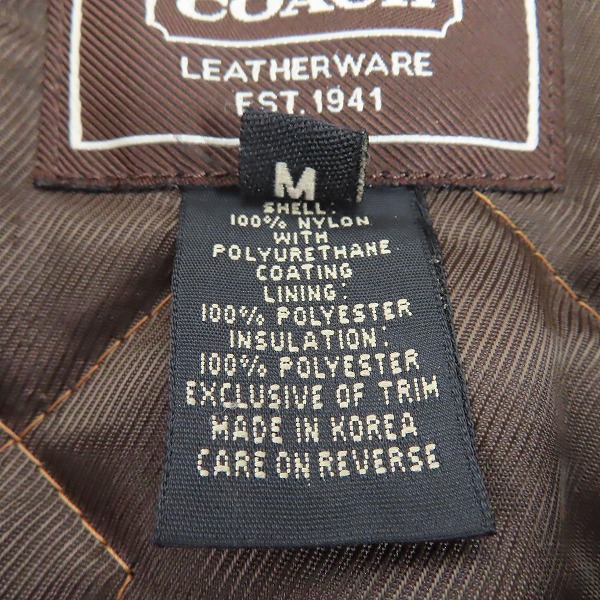 COACH
LEATHERWARE
EST. 1941
M
SHELL:
100% NYLON
WITH
POLYURETHANE
COATING
LINING:
100% POLYESTER
INSULATION:
100% POLYESTER
EXCLUSIVE OF TRIM
MADE IN KOREA
CARE ON REVERSE